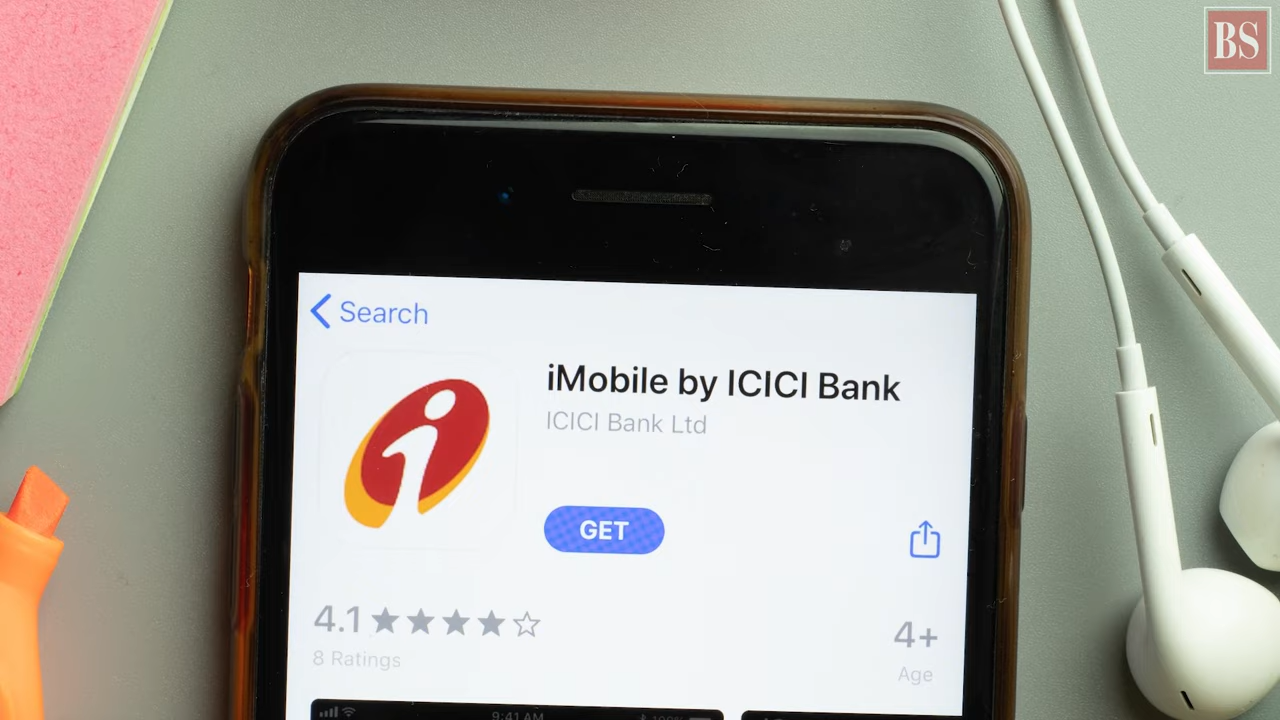 BS
Search
iMobile by ICICI Bank
ICICI Bank Ltd
GET
4.1
8 Ratings
4+
Age
9:41 AM
100%